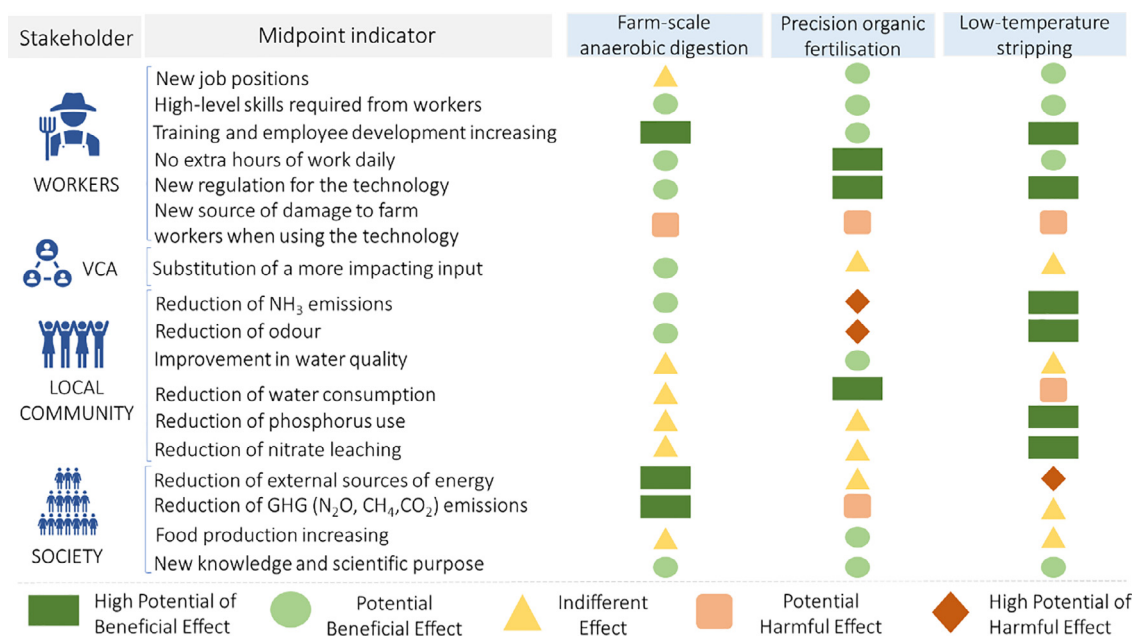 Stakeholder
Midpoint indicator
Farm-scale
anaerobic digestion
Precision organic
fertilisation
Low-temperature
stripping
WORKERS
New job positions
High-level skills required from workers
Training and employee development increasing
No extra hours of work daily
New regulation for the technology
New source of damage to farm
workers when using the technology
VCA
Substitution of a more impacting input
LOCAL
COMMUNITY
Reduction of NH₃ emissions
Reduction of odour
Improvement in water quality
Reduction of water consumption
Reduction of phosphorus use
Reduction of nitrate leaching
SOCIETY
Reduction of external sources of energy
Reduction of GHG (N₂O, CH₄,CO₂) emissions
Food production increasing
New knowledge and scientific purpose
High Potential of
Beneficial Effect
Potential
Beneficial Effect
Indifferent
Effect
Potential
Harmful Effect
High Potential of
Harmful Effect